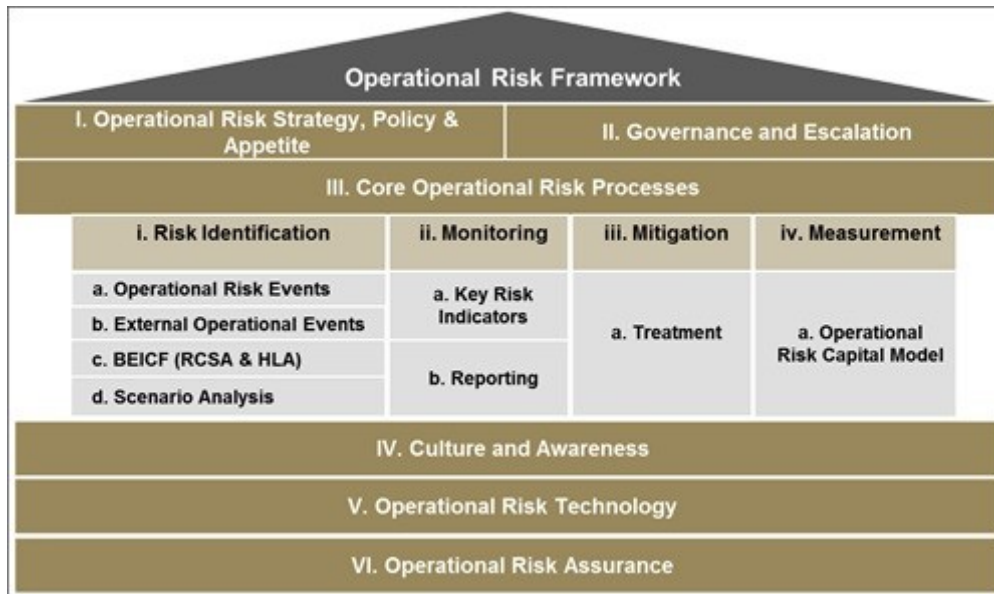 Operational Risk Framework
I. Operational Risk Strategy, Policy &
Appetite
II. Governance and Escalation
III. Core Operational Risk Processes
i. Risk Identification
ii. Monitoring
iii. Mitigation
iv. Measurement
a. Operational Risk Events
b. External Operational Events
c. BEICF (RCSA & HLA)
d. Scenario Analysis
a. Key Risk
Indicators
b. Reporting
a. Treatment
a. Operational
Risk Capital Model
IV. Culture and Awareness
V. Operational Risk Technology
VI. Operational Risk Assurance